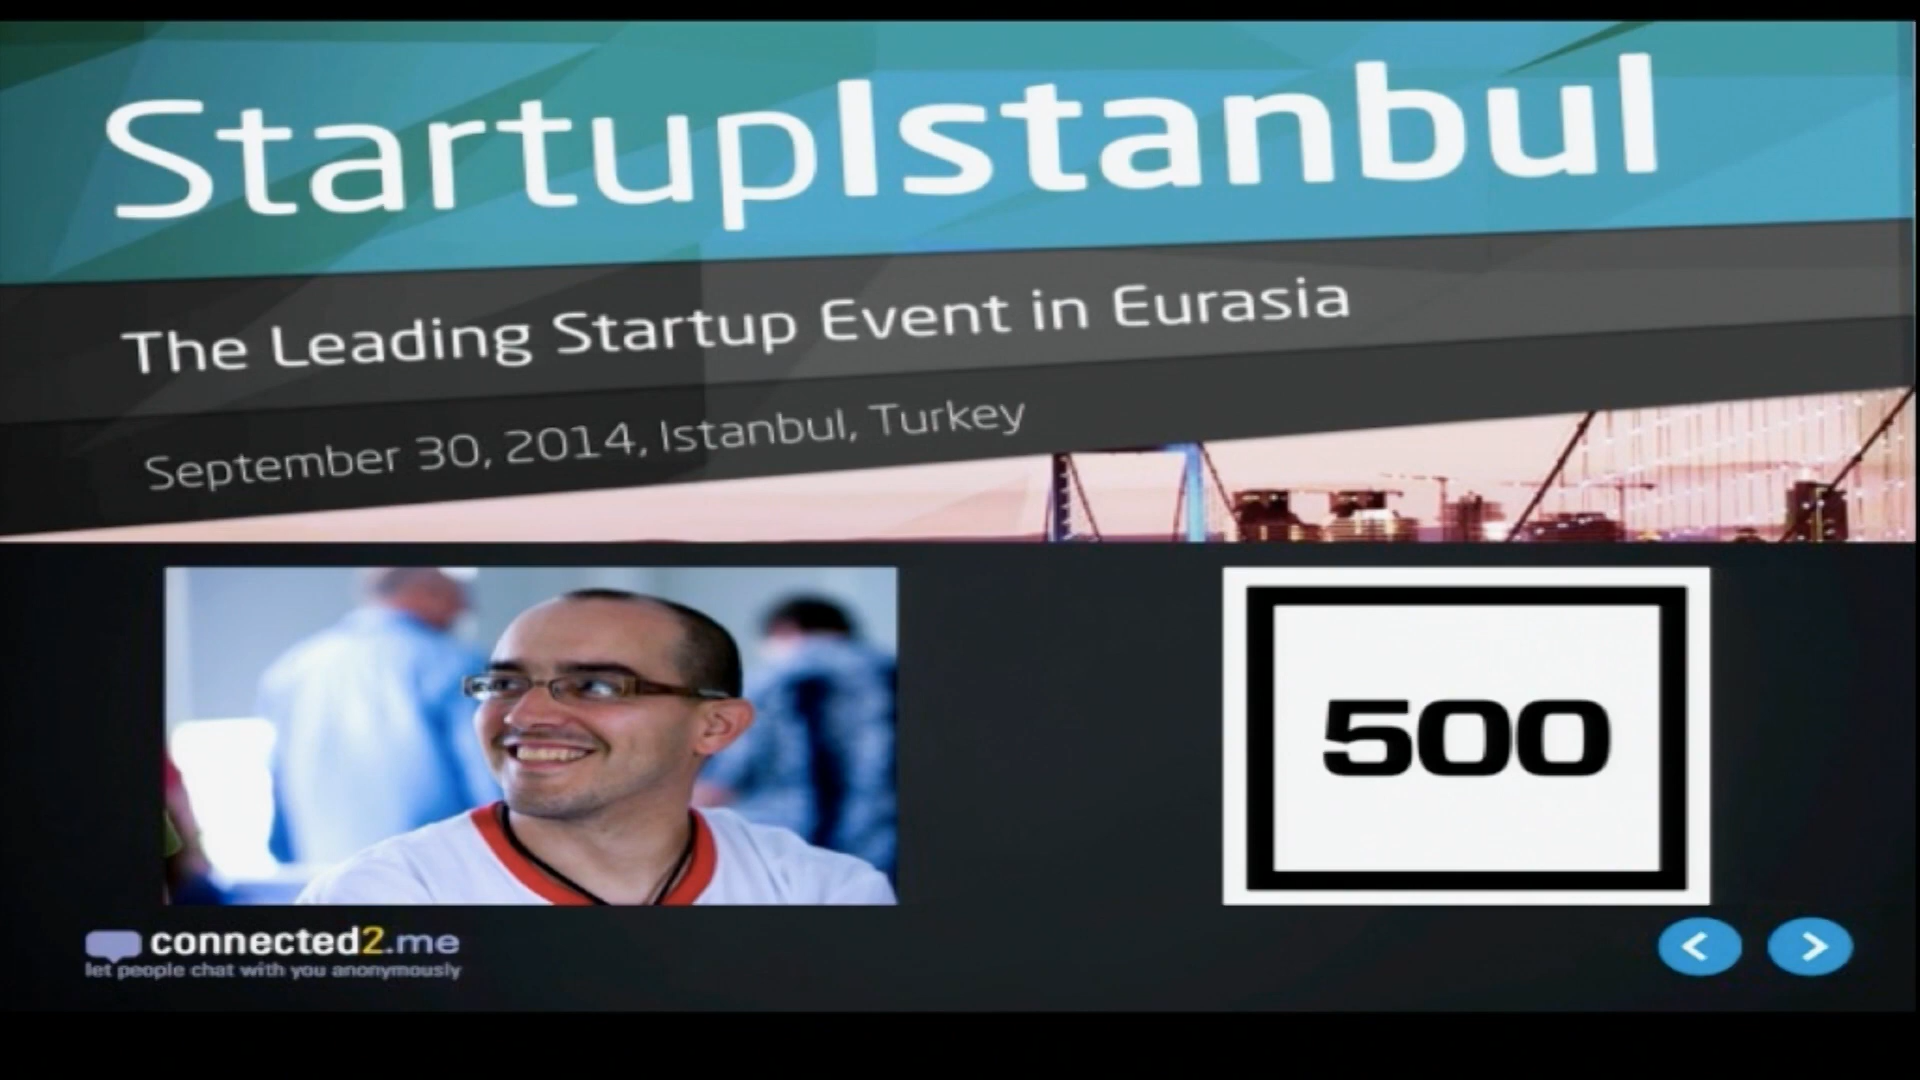 StartupIstanbul
The Leading Startup Event in Eurasia
September 30, 2014, Istanbul, Turkey
500
connected2.me
let people chat with you anonymously